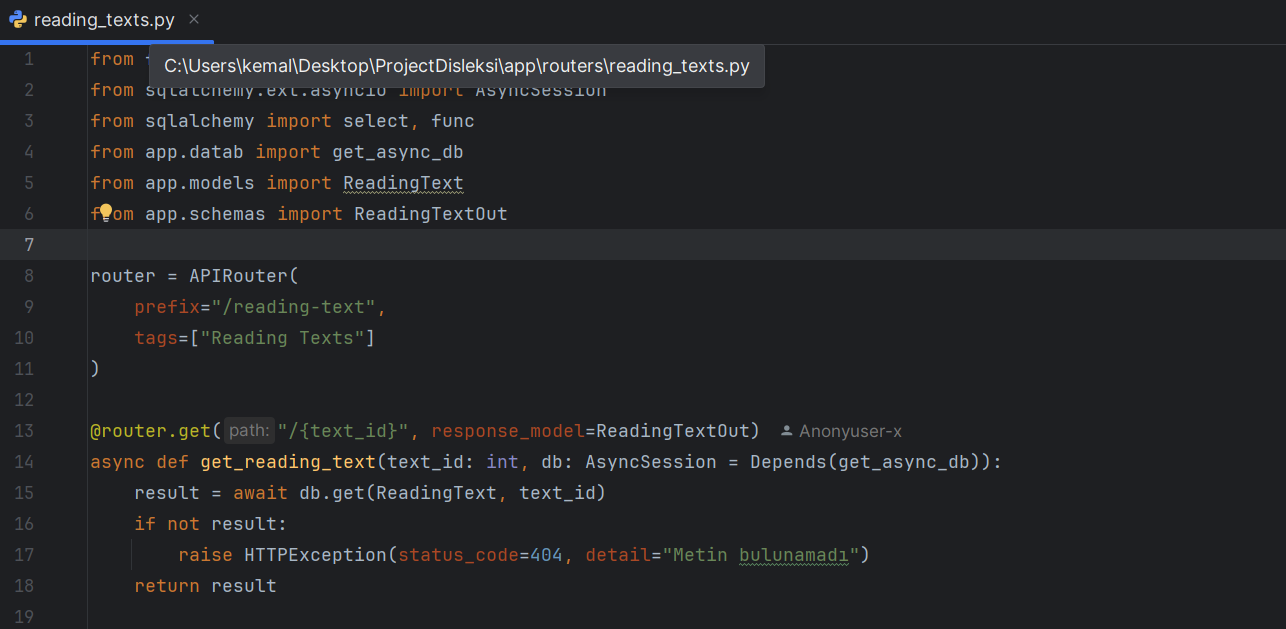 reading_texts.py
1 from
C:\Users\kemal\Desktop\ProjectDisleksi\app\routers\reading_texts.py
2 from sqlalchemy.ext.asyncio import AsyncSession
3 from sqlalchemy import select, func
4 from app.datab import get_async_db
5 from app.models import ReadingText
6 from app.schemas import ReadingTextOut
7
8 router = APIRouter(
9     prefix="/reading-text",
10     tags=["Reading Texts"]
11 )
12
13 @router.get( path: "/{text_id}", response_model=ReadingTextOut) Anonyuser-x
14 async def get_reading_text(text_id: int, db: AsyncSession = Depends(get_async_db)):
15     result = await db.get(ReadingText, text_id)
16     if not result:
17         raise HTTPException(status_code=404, detail="Metin bulunamadı")
18     return result
19